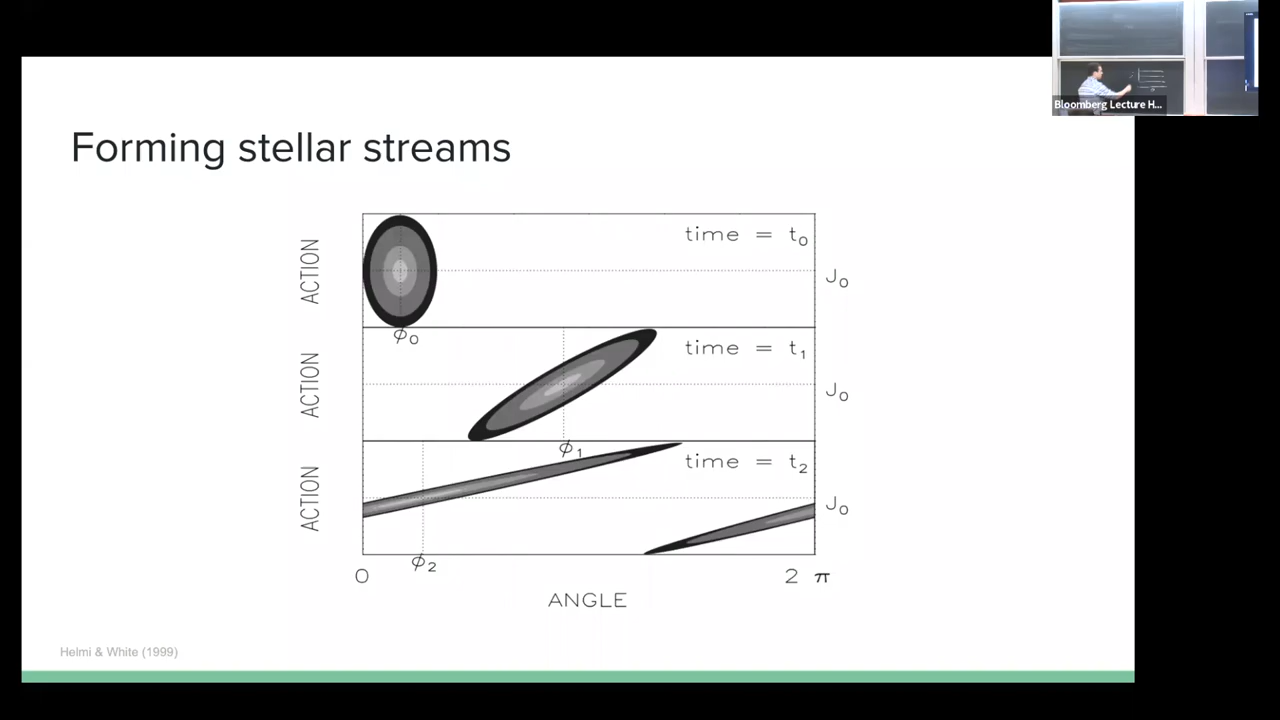 Bloomberg Lecture H...
Forming stellar streams
ACTION
time = t₀
J₀
φ₀
ACTION
time = t₁
J₀
φ₁
ACTION
time = t₂
J₀
φ₂
0
2 π
ANGLE
Helmi & White (1999)